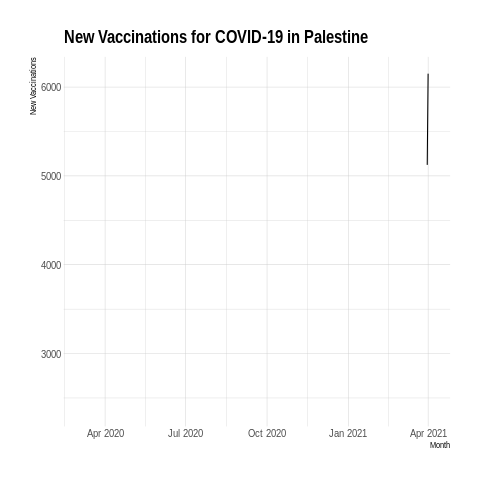 New Vaccinations for COVID-19 in Palestine
New Vaccinations
6000
5000
4000
3000
Apr 2020 Jul 2020 Oct 2020 Jan 2021 Apr 2021
Month